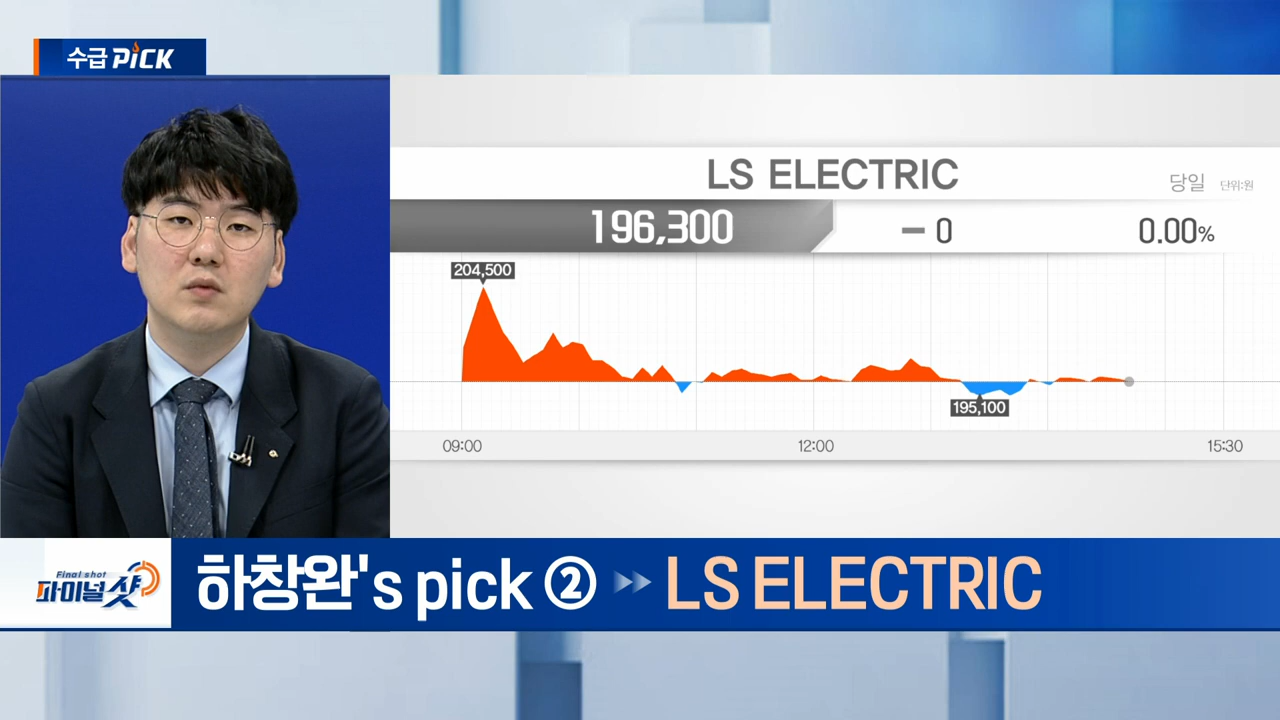 수급 PiCK
LS ELECTRIC
당일 단위:원
196,300 – 0 0.00%
204,500
195,100
09:00 12:00 15:30
Final shot
파이널샷
하창완's pick ② ▸▸ LS ELECTRIC